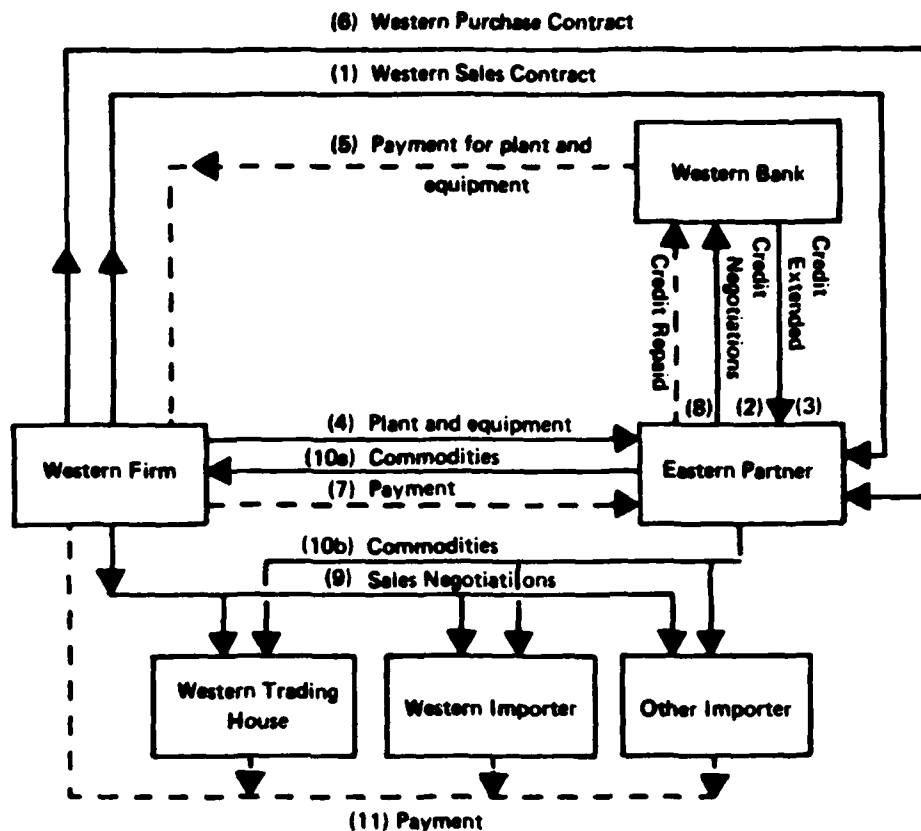 (6) Western Purchase Contract
(1) Western Sales Contract
(5) Payment for plant and
equipment
Western Bank
Credit Repaid
Negotiations
Credit
Extended
Credit
(8)
(2)
(3)
(4) Plant and equipment
(10a) Commodities
(7) Payment
Western Firm
Eastern Partner
(10b) Commodities
(9) Sales Negotiations
Western Trading
House
Western Importer
Other Importer
(11) Payment